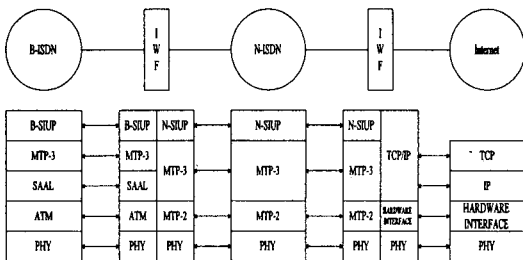 B-ISDN
I
W
F
N-ISDN
I
W
F
Internet
B-SIUP B-SIUP N-SIUP N-SIUP N-SIUP
MTP-3 MTP-3 MTP-3 MTP-3 MTP-3 TCP/IP TCP
SAAL SAAL IP
ATM ATM MTP-2 MTP-2 MTP-2 HARDWARE INTERFACE HARDWARE INTERFACE
PHY PHY PHY PHY PHY PHY PHY